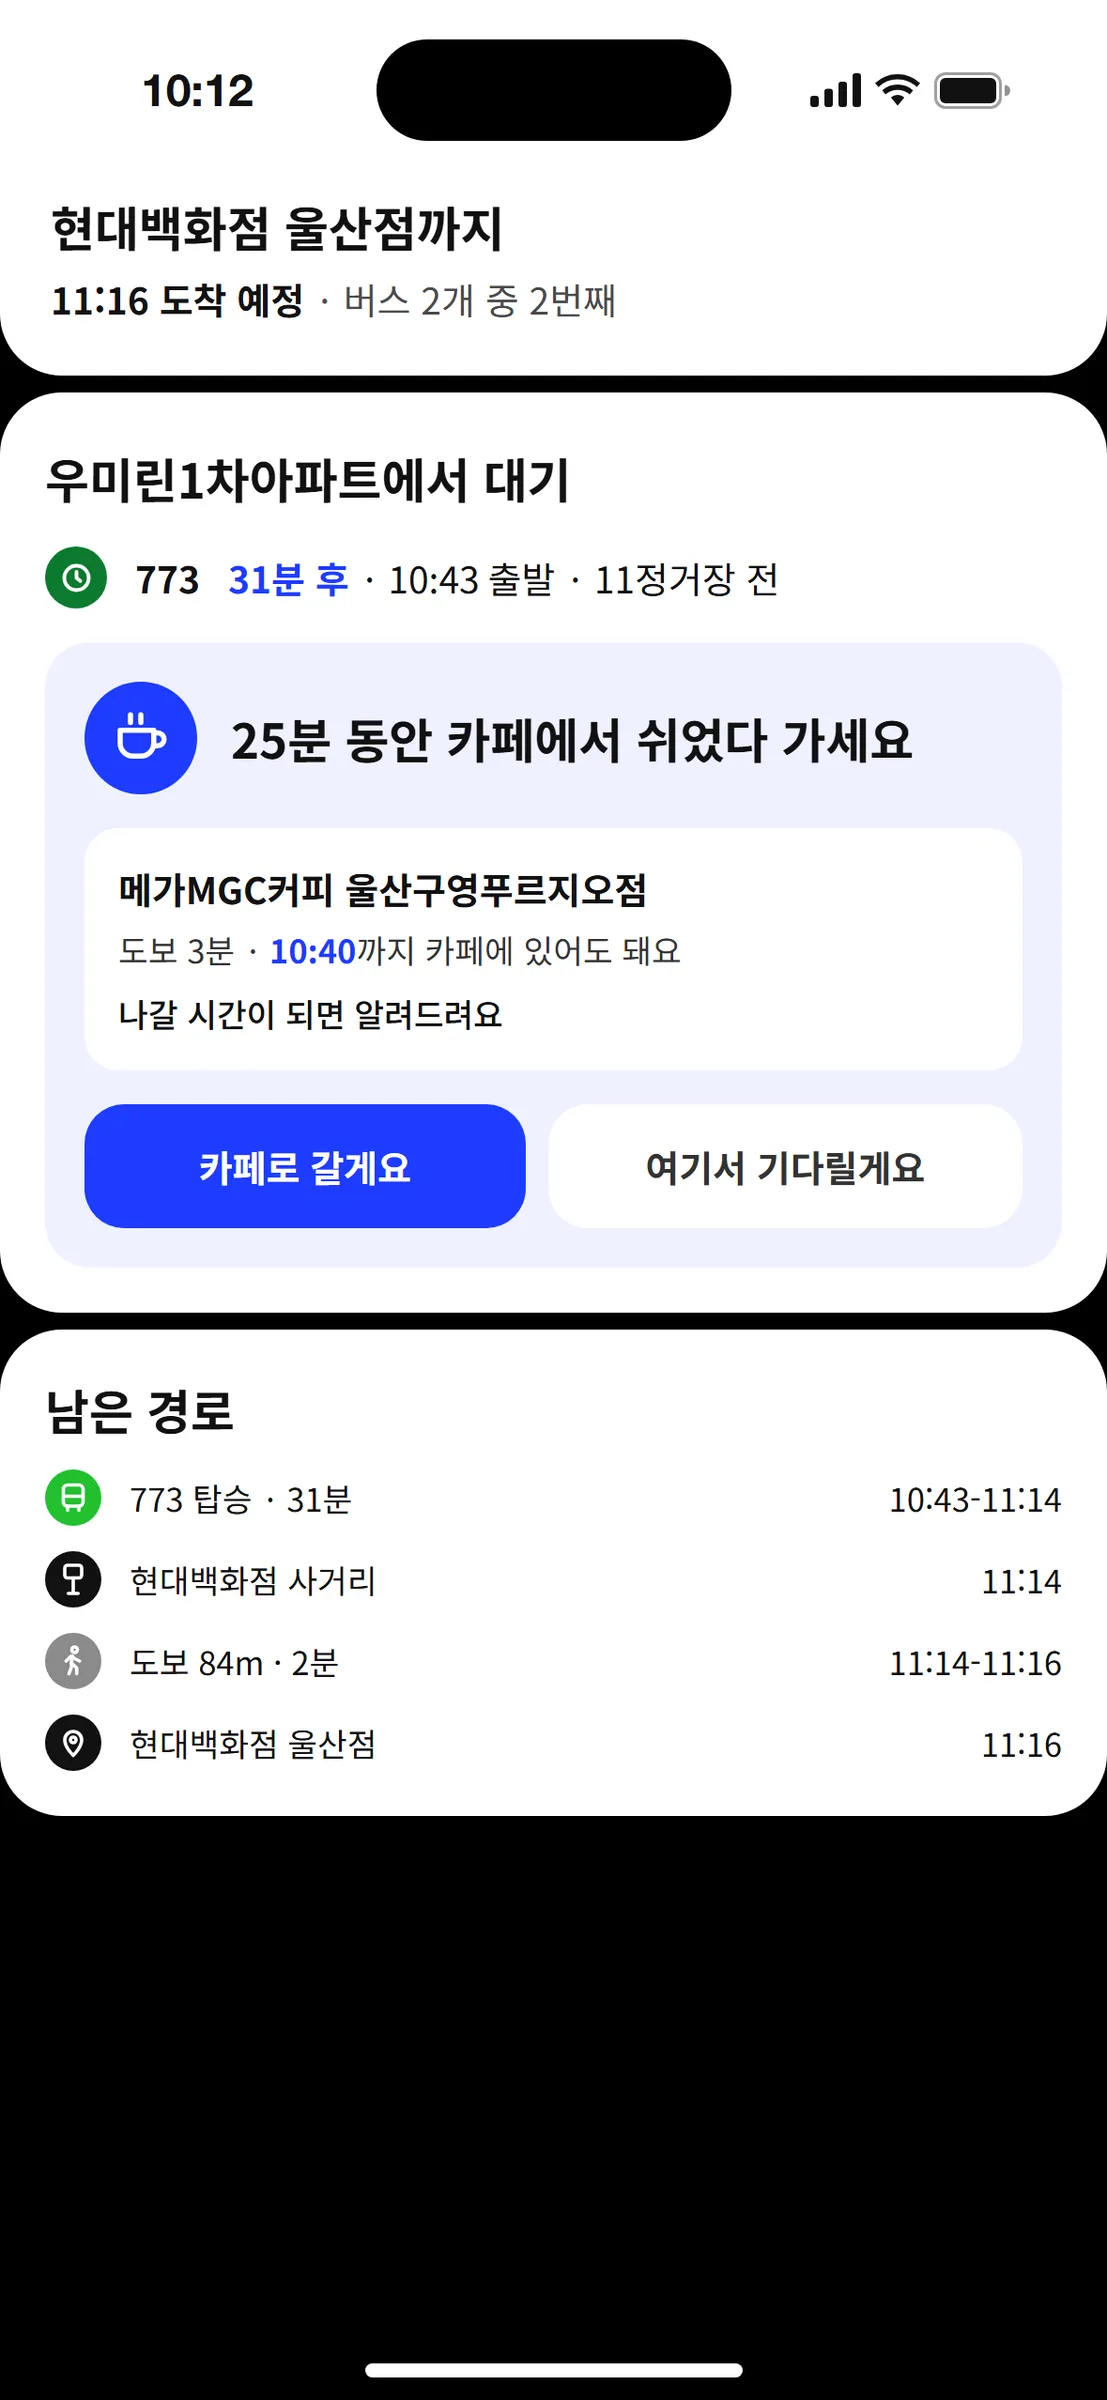 10:12
현대백화점 울산점까지
11:16 도착 예정 · 버스 2개 중 2번째
우미린1차아파트에서 대기
773 31분 후 · 10:43 출발 · 11정거장 전
25분 동안 카페에서 쉬었다 가세요
메가MGC커피 울산구영푸르지오점
도보 3분 · 10:40까지 카페에 있어도 돼요
나갈 시간이 되면 알려드려요
카페로 갈게요
여기서 기다릴게요
남은 경로
773 탑승 · 31분 10:43-11:14
현대백화점 사거리 11:14
도보 84m · 2분 11:14-11:16
현대백화점 울산점 11:16